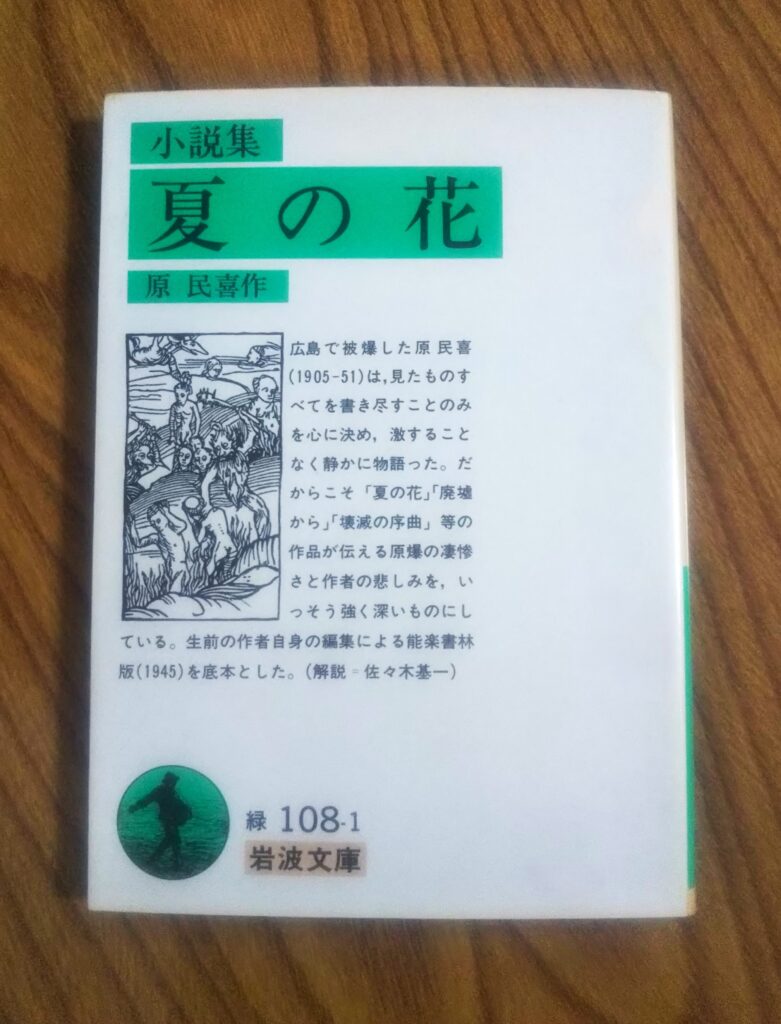 小説集
夏の花
原 民喜作
広島で被爆した原 民喜
(1905-51)は,見たものす
べてを書き尽すことのみ
を心に決め，激すること
なく静かに物語った。だ
からこそ「夏の花」「廃墟
から」「壊滅の序曲」等の
作品が伝える原爆の凄惨
さと作者の悲しみを，い
っそう強く深いものにし
ている。生前の作者自身の編集による能楽書林
版(1945)を底本とした。(解説＝佐々木基一)
緑 108-1
岩波文庫